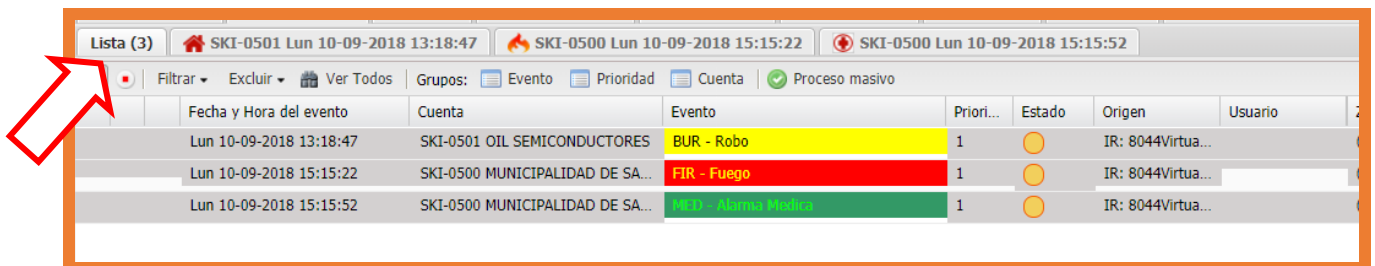 Lista (3) SKI-0501 Lun 10-09-2018 13:18:47 SKI-0500 Lun 10-09-2018 15:15:22 SKI-0500 Lun 10-09-2018 15:15:52
Filtrar Excluir Ver Todos Grupos: Evento Prioridad Cuenta Proceso masivo
Fecha y Hora del evento Cuenta Evento Priori... Estado Origen Usuario
Lun 10-09-2018 13:18:47 SKI-0501 OIL SEMICONDUCTORES BUR - Robo 1 IR: 8044Virtua...
Lun 10-09-2018 15:15:22 SKI-0500 MUNICIPALIDAD DE SA... FIR - Fuego 1 IR: 8044Virtua...
Lun 10-09-2018 15:15:52 SKI-0500 MUNICIPALIDAD DE SA... MED - Alarma Medica 1 IR: 8044Virtua...